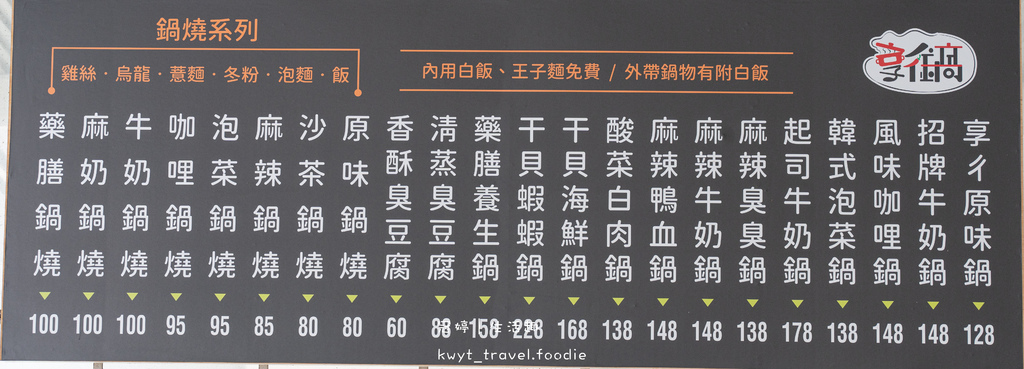 鍋燒系列
雞絲·烏龍·薏麵·冬粉·泡麵·飯
內用白飯、王子麵免費 / 外帶鍋物有附白飯
享彳原味鍋 128
招牌牛奶鍋 148
風味咖哩鍋 148
韓式泡菜鍋 138
起司牛奶鍋 178
麻辣臭臭鍋 138
麻辣牛奶鍋 148
麻辣鴨血鍋 148
酸菜白肉鍋 138
干貝海鮮鍋 168
干貝蝦蝦鍋 228
藥膳養生鍋 158
清蒸臭豆腐 88
香酥臭豆腐 60
原味鍋燒 80
沙茶鍋燒 80
麻辣鍋燒 85
泡菜鍋燒 95
咖哩鍋燒 95
牛奶鍋燒 100
麻奶鍋燒 100
藥膳鍋燒 100
kwyt_travel.foodie